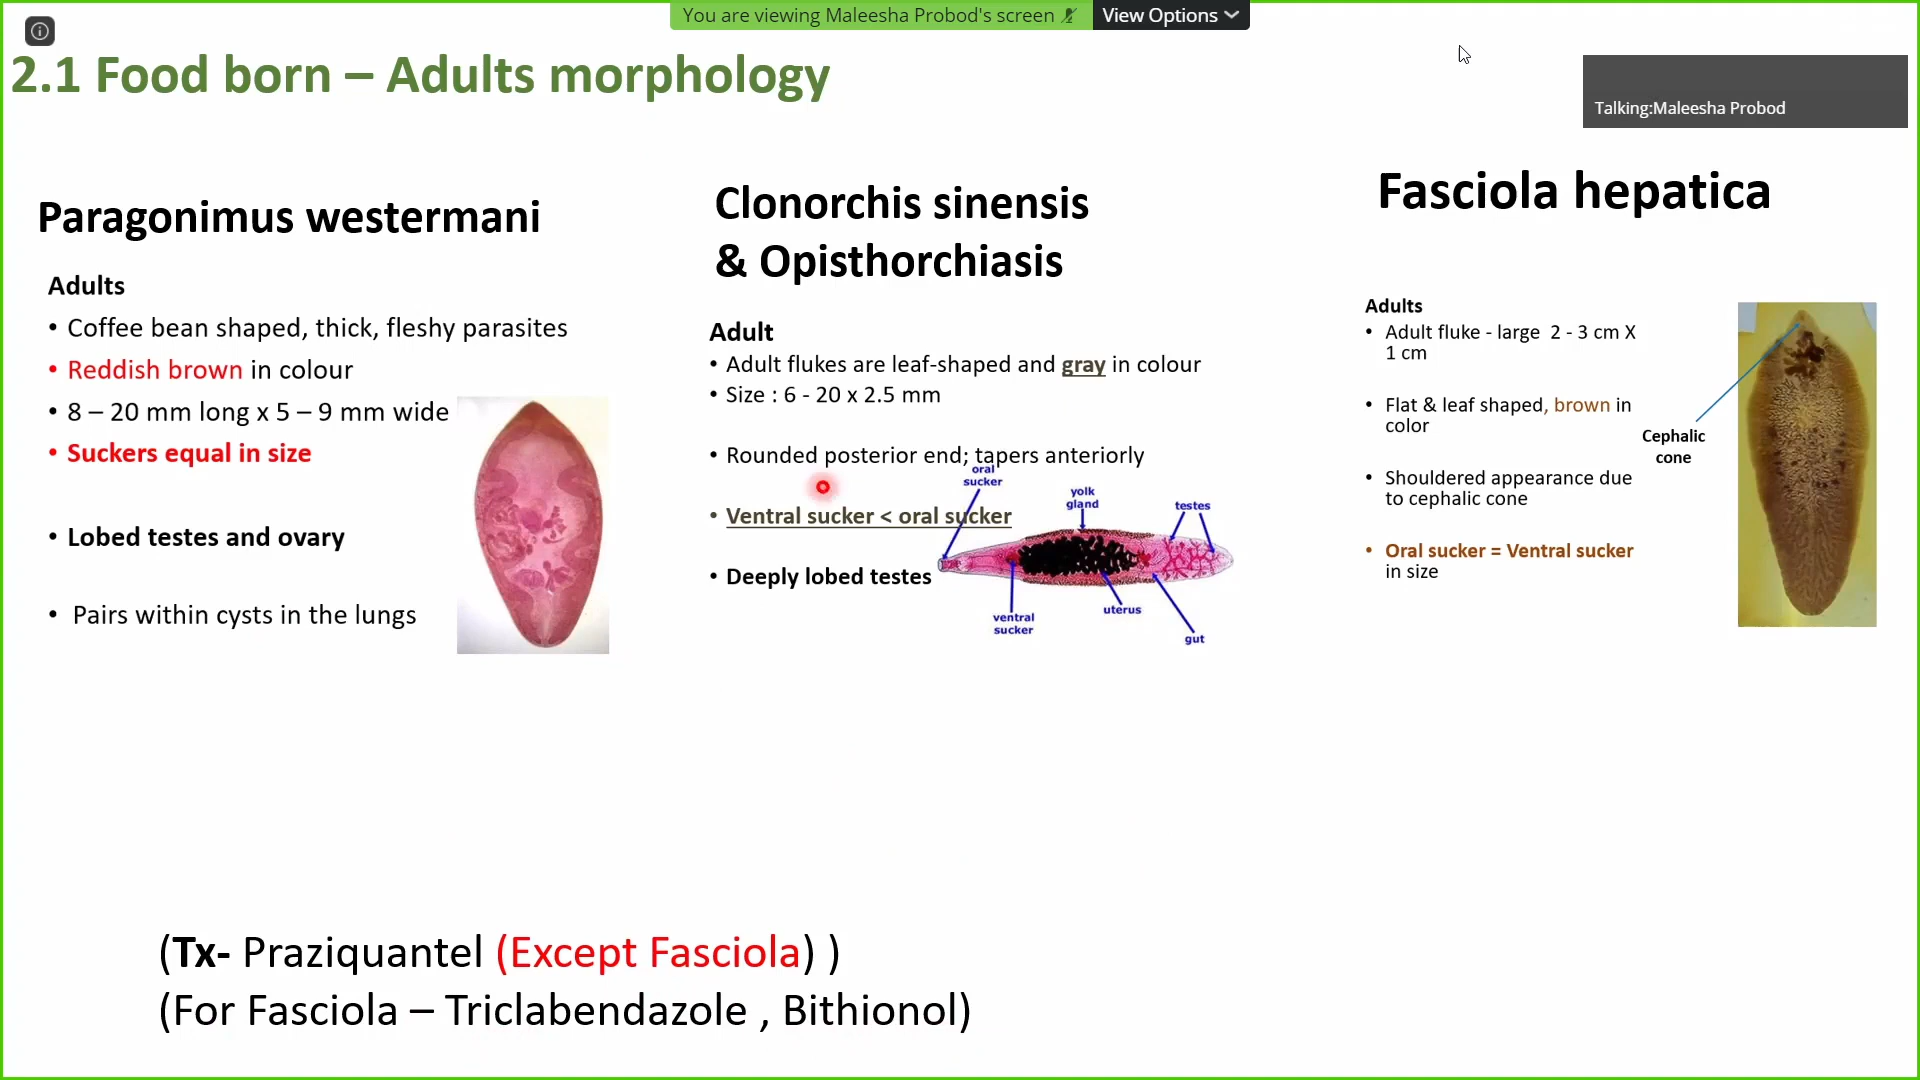 You are viewing Maleesha Probod's screen
View Options
2.1 Food born – Adults morphology
Talking:Maleesha Probod
Paragonimus westermani
Adults
• Coffee bean shaped, thick, fleshy parasites
• Reddish brown in colour
• 8 – 20 mm long x 5 – 9 mm wide
• Suckers equal in size
• Lobed testes and ovary
• Pairs within cysts in the lungs
Clonorchis sinensis
& Opisthorchiasis
Adult
• Adult flukes are leaf-shaped and gray in colour
• Size : 6 - 20 x 2.5 mm
• Rounded posterior end; tapers anteriorly
• Ventral sucker < oral sucker
• Deeply lobed testes
oral
sucker
yolk
gland
testes
ventral
sucker
uterus
gut
Fasciola hepatica
Adults
• Adult fluke - large 2 - 3 cm X
1 cm
• Flat & leaf shaped, brown in
color
• Shouldered appearance due
to cephalic cone
• Oral sucker = Ventral sucker
in size
Cephalic
cone
(Tx- Praziquantel (Except Fasciola) )
(For Fasciola – Triclabendazole , Bithionol)